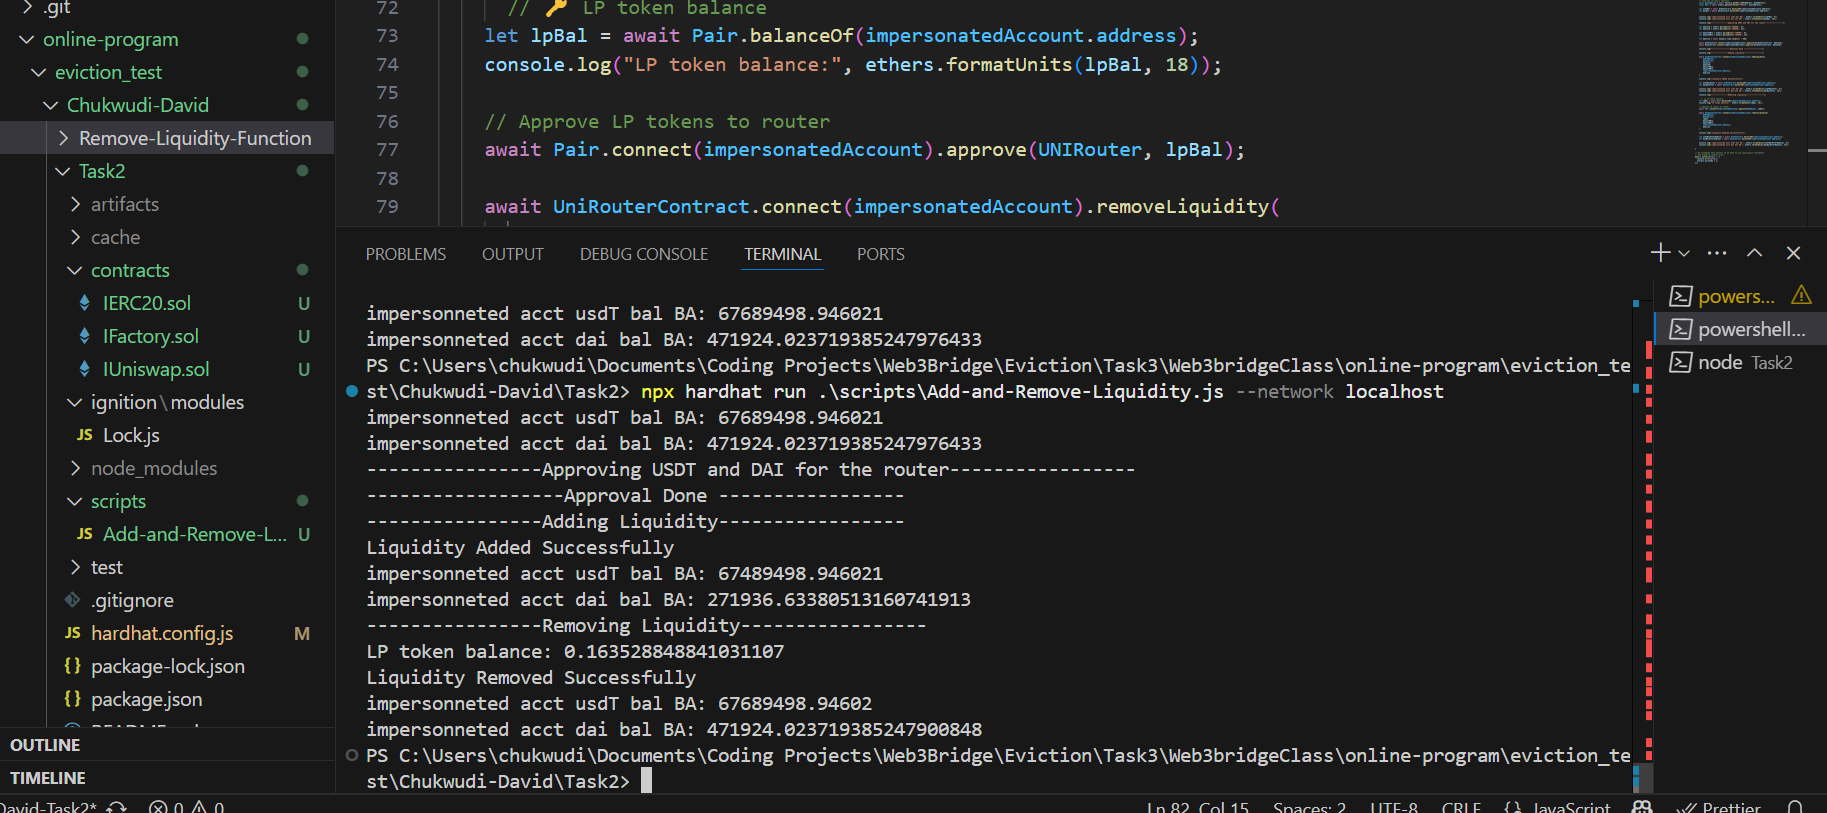 .git
online-program
eviction_test
Chukwudi-David
Remove-Liquidity-Function
Task2
artifacts
cache
contracts
IERC20.sol U
IFactory.sol U
IUniswap.sol U
ignition\modules
JS Lock.js
node_modules
scripts
JS Add-and-Remove-L... U
test
.gitignore
JS hardhat.config.js M
{} package-lock.json
{} package.json
OUTLINE
TIMELINE
72 // 🔑 LP token balance
73 let lpBal = await Pair.balanceOf(impersonatedAccount.address);
74 console.log("LP token balance:", ethers.formatUnits(lpBal, 18));
75
76 // Approve LP tokens to router
77 await Pair.connect(impersonatedAccount).approve(UNIRouter, lpBal);
78
79 await UniRouterContract.connect(impersonatedAccount).removeLiquidity(
PROBLEMS OUTPUT DEBUG CONSOLE TERMINAL PORTS
impersonneted acct usdT bal BA: 67689498.946021
impersonneted acct dai bal BA: 471924.023719385247976433
PS C:\Users\chukwudi\Documents\Coding Projects\Web3Bridge\Eviction\Task3\Web3bridgeClass\online-program\eviction_te
st\Chukwudi-David\Task2> npx hardhat run .\scripts\Add-and-Remove-Liquidity.js --network localhost
impersonneted acct usdT bal BA: 67689498.946021
impersonneted acct dai bal BA: 471924.023719385247976433
----------------Approving USDT and DAI for the router-----------------
------------------Approval Done -----------------
----------------Adding Liquidity-----------------
Liquidity Added Successfully
impersonneted acct usdT bal BA: 67489498.946021
impersonneted acct dai bal BA: 271936.63380513160741913
----------------Removing Liquidity-----------------
LP token balance: 0.163528848841031107
Liquidity Removed Successfully
impersonneted acct usdT bal BA: 67689498.94602
impersonneted acct dai bal BA: 471924.023719385247900848
PS C:\Users\chukwudi\Documents\Coding Projects\Web3Bridge\Eviction\Task3\Web3bridgeClass\online-program\eviction_te
st\Chukwudi-David\Task2>
powers...
powershell...
node Task2
David-Task2* 0 0 Ln 82, Col 15 Spaces: 2 UTF-8 CRLF {} JavaScript Prettier